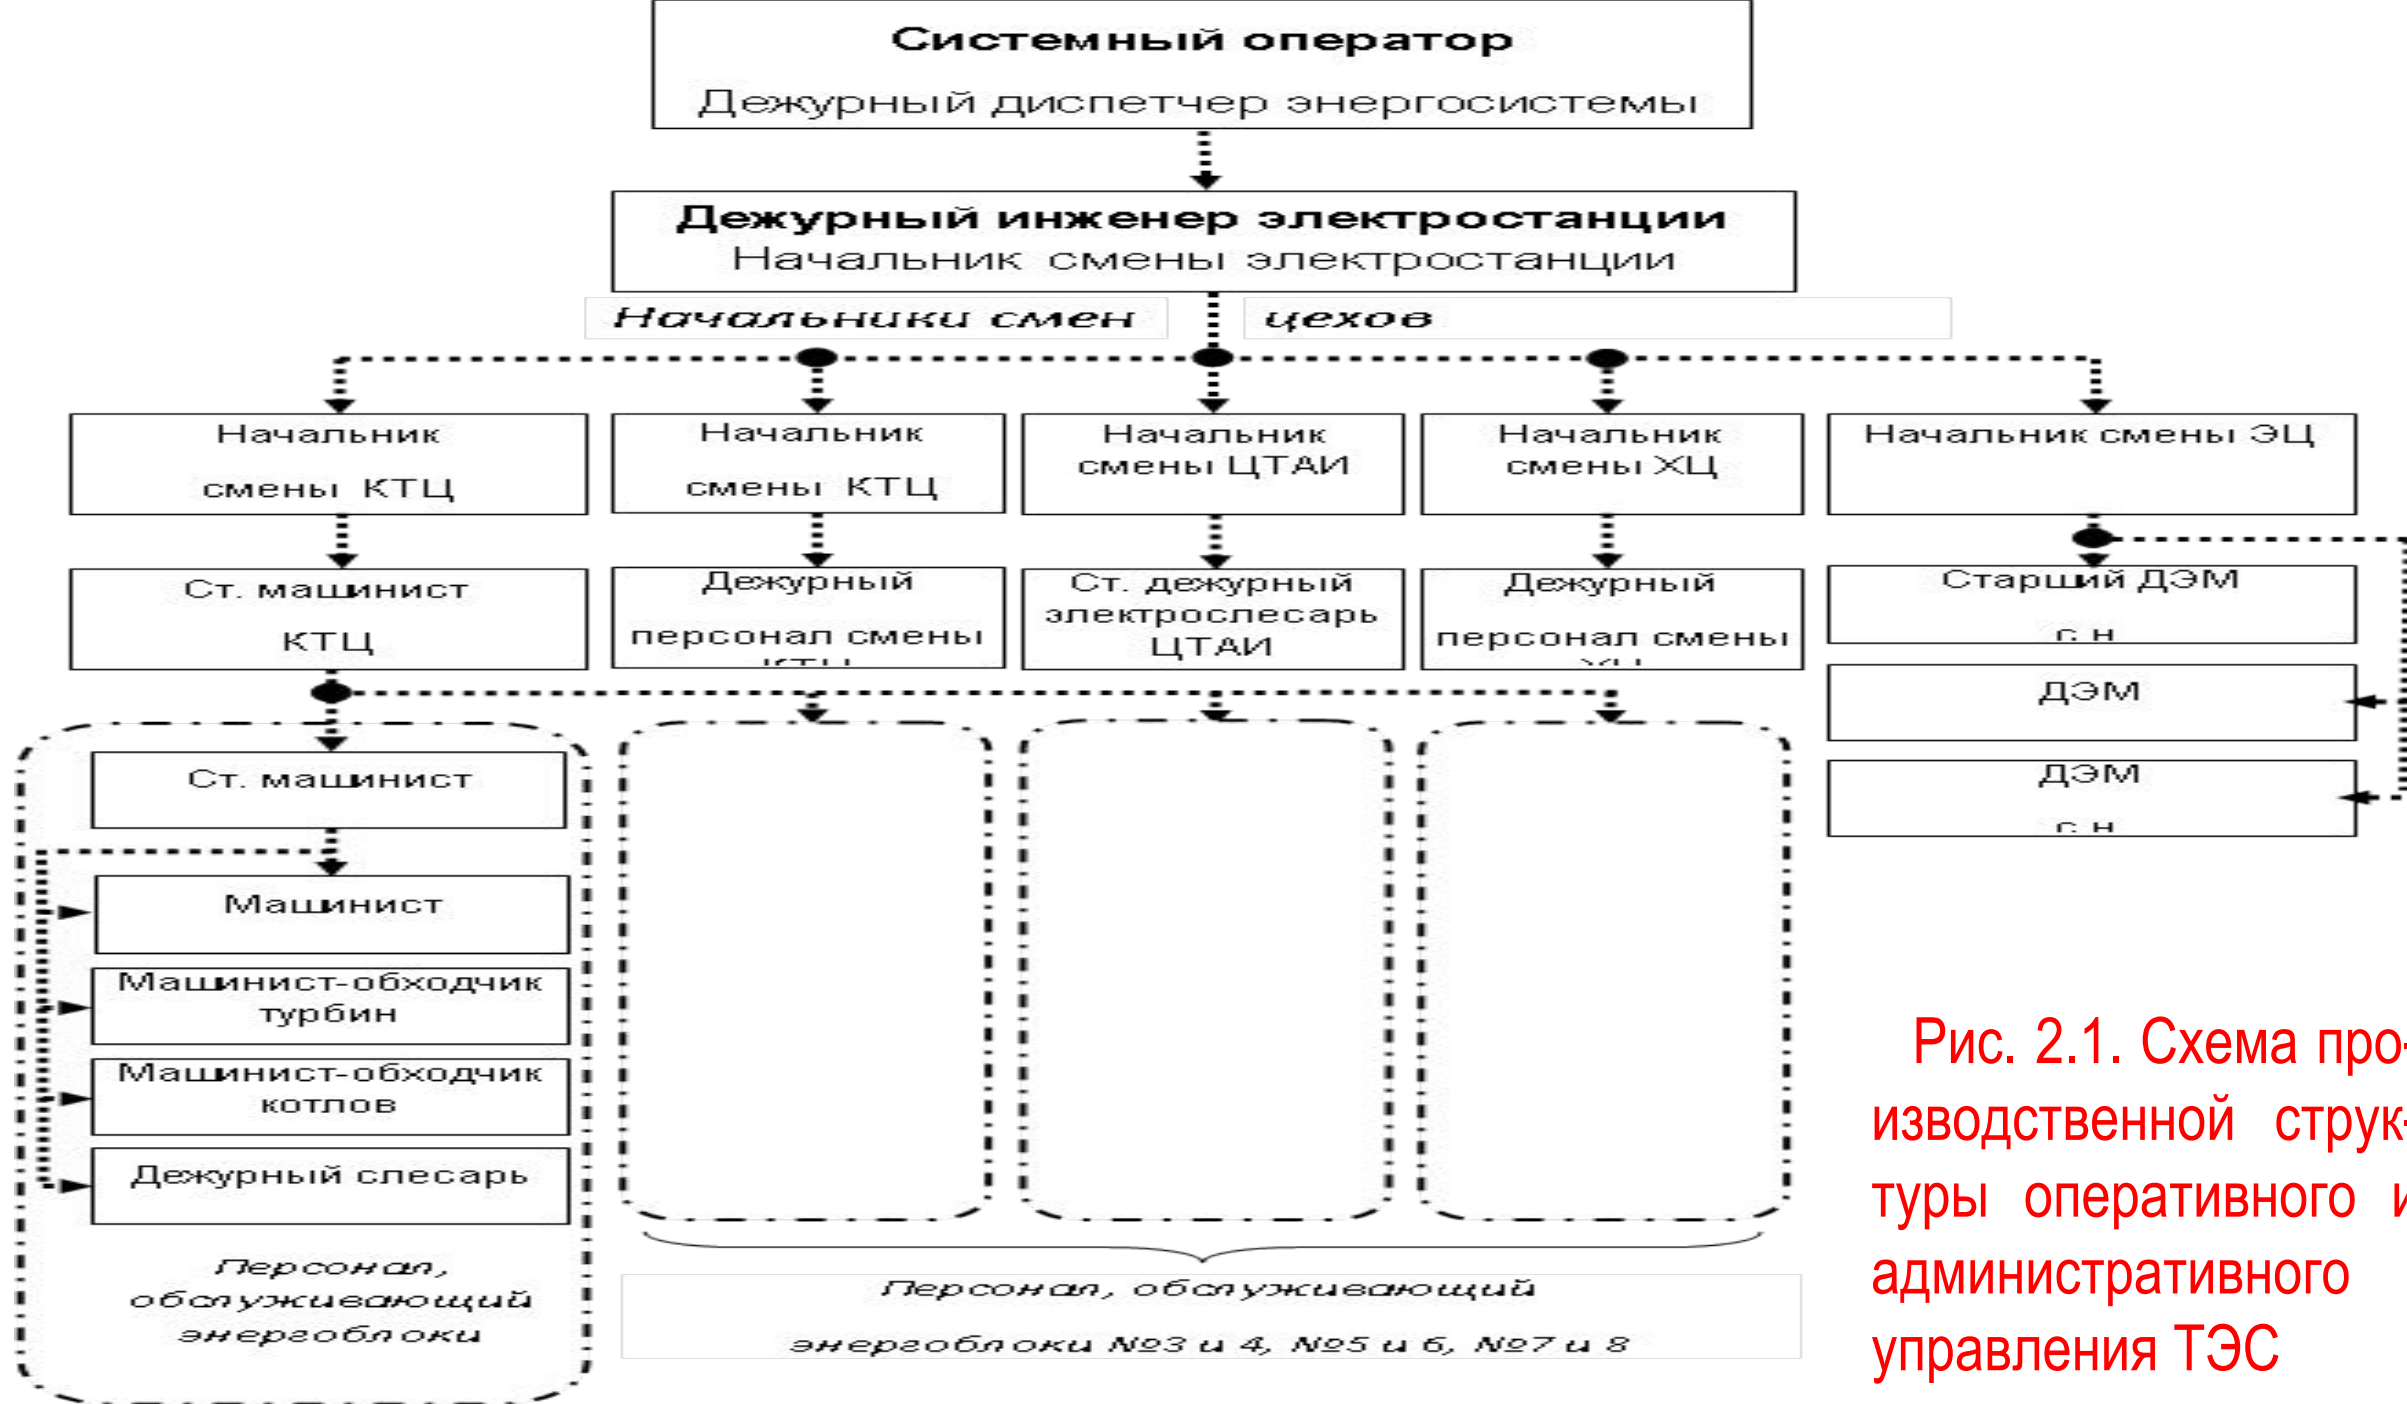 Системный оператор
Дежурный диспетчер энергосистемы
Дежурный инженер электростанции
Начальник смены электростанции
Начальники смен цехов
Начальник
смены КТЦ
Начальник
смены КТЦ
Начальник
смены ЦТАИ
Начальник
смены ХЦ
Начальник смены ЭЦ
Ст. машинист
КТЦ
Дежурный
персонал смены
Ст. дежурный
электрослесарь
ЦТАИ
Дежурный
персонал смены
Старший ДЭМ
ДЭМ
ДЭМ
Ст. машинист
Машинист
Машинист-обходчик
турбин
Машинист-обходчик
котлов
Дежурный слесарь
Персонал,
обслуживающий
энергоблоки
Персонал, обслуживающий
энергоблоки №3 и 4, №5 и 6, №7 и 8
Рис. 2.1. Схема про-
изводственной струк-
туры оперативного и
административного
управления ТЭС